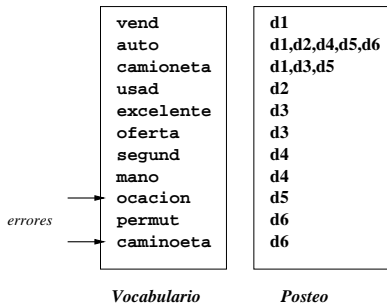 vend d1
auto d1,d2,d4,d5,d6
camioneta d1,d3,d5
usad d2
excelente d3
oferta d3
segund d4
mano d4
ocacion d5
errores permut d6
caminoeta d6
Vocabulario Posteo